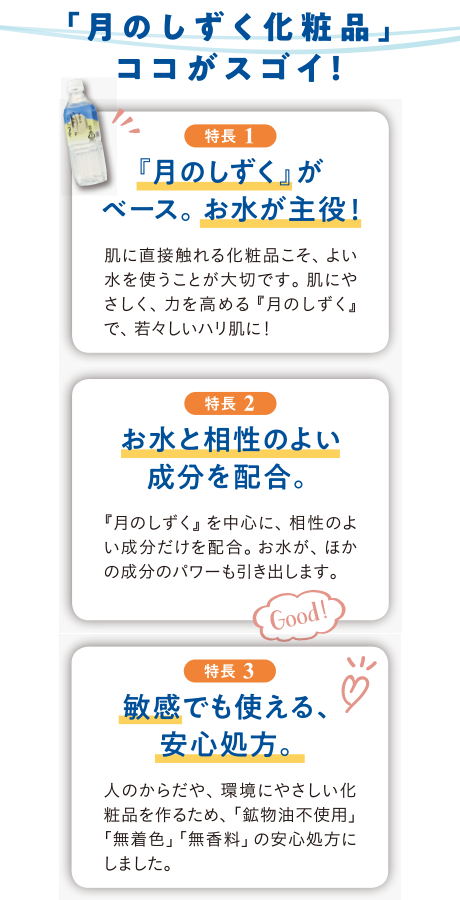 「月のしずく化粧品」
ココがスゴイ!
特長 1
『月のしずく』が
ベース。お水が主役!
肌に直接触れる化粧品こそ、よい
水を使うことが大切です。肌にや
さしく、力を高める『月のしずく』
で、若々しいハリ肌に!
特長 2
お水と相性のよい
成分を配合。
『月のしずく』を中心に、相性のよ
い成分だけを配合。お水が、ほか
の成分のパワーも引き出します。
Good!
特長 3
敏感でも使える、
安心処方。
人のからだや、環境にやさしい化
粧品を作るため、「鉱物油不使用」
「無着色」「無香料」の安心処方に
しました。